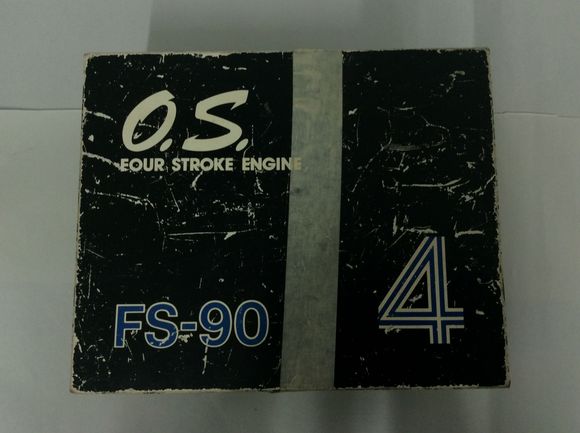 O.S.
FOUR STROKE ENGINE
FS-90
4